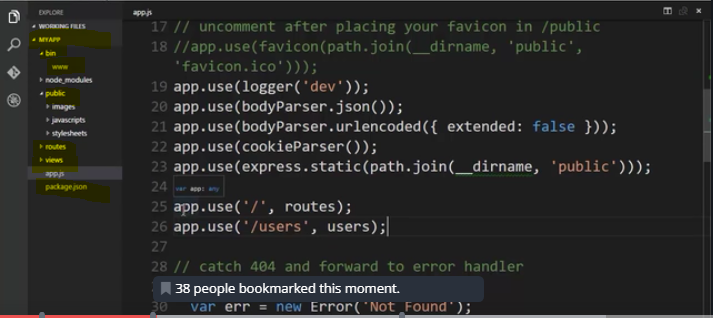 EXPLORE
WORKING FILES
MYAPP
bin
www
node_modules
public
images
javascripts
stylesheets
routes
views
app.js
package.json
app.js
17 // uncomment after placing your favicon in /public
18 //app.use(favicon(path.join(__dirname, 'public',
'favicon.ico')));
19 app.use(logger('dev'));
20 app.use(bodyParser.json());
21 app.use(bodyParser.urlencoded({ extended: false }));
22 app.use(cookieParser());
23 app.use(express.static(path.join(__dirname, 'public')));
24
var app: any
25 app.use('/', routes);
26 app.use('/users', users);
27
28 // catch 404 and forward to error handler
38 people bookmarked this moment.
30 var err = new Error('Not Found');